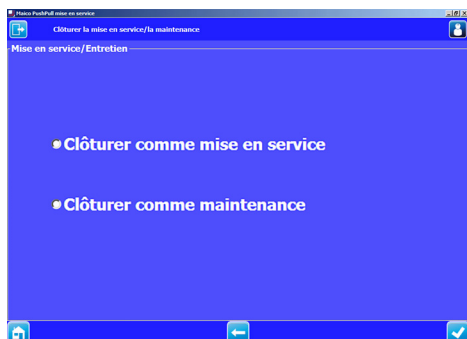 Maico PushPull mise en service
Clôturer la mise en service/la maintenance
Mise en service/Entretien
Clôturer comme mise en service
Clôturer comme maintenance